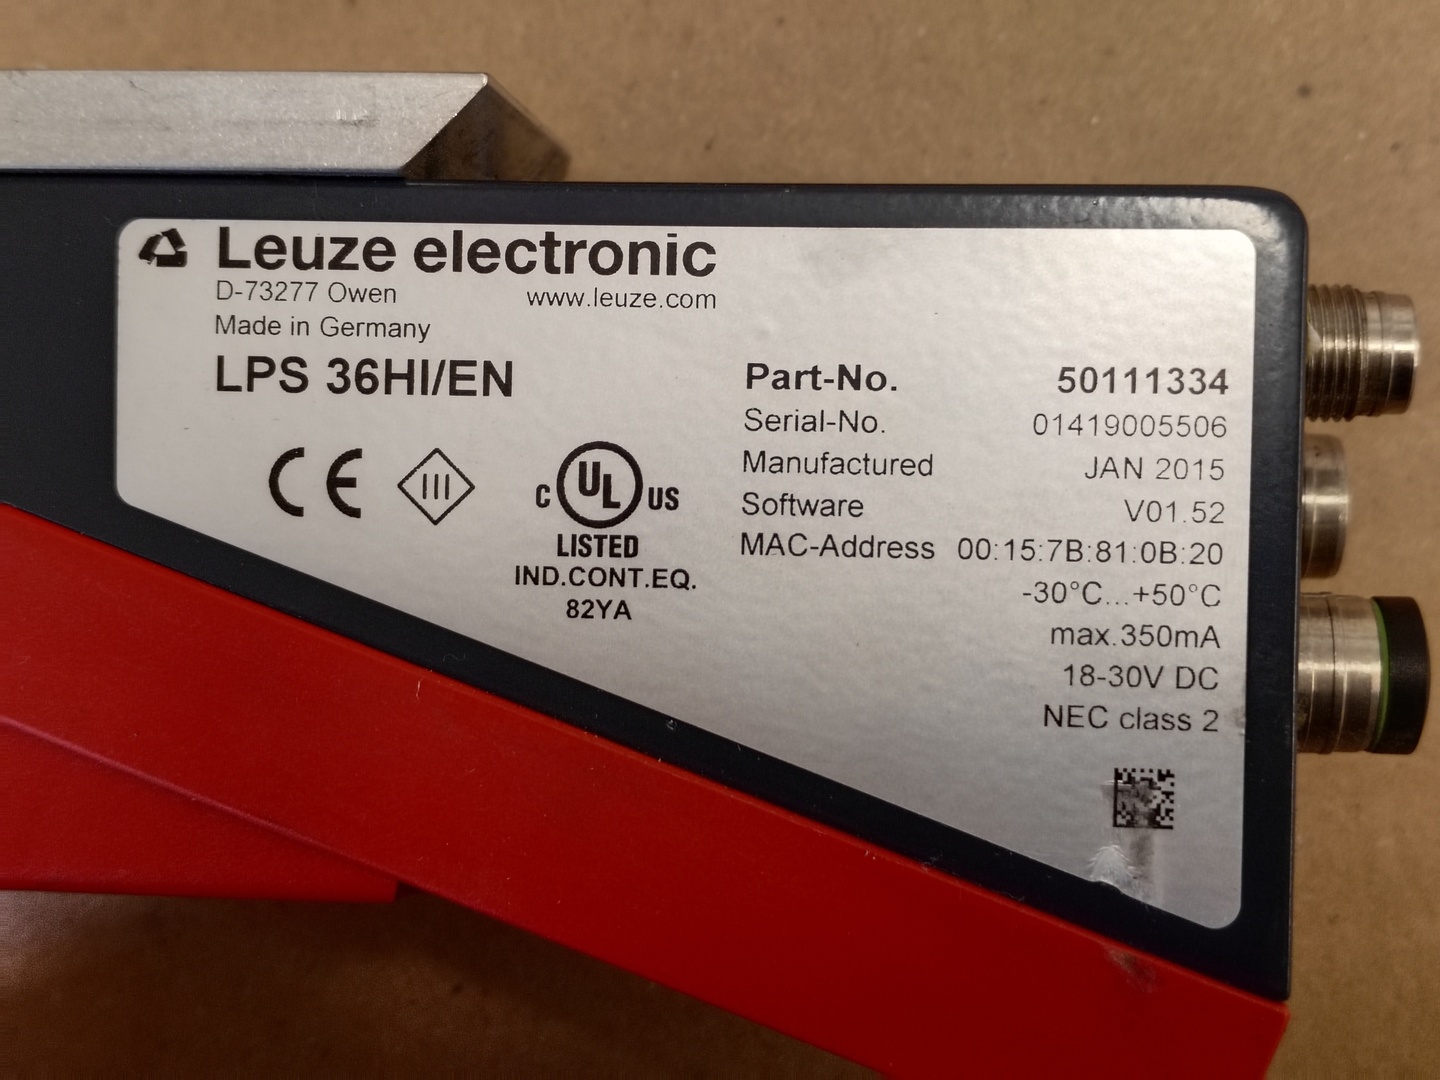 Leuze electronic
D-73277 Owen www.leuze.com
Made in Germany
LPS 36HI/EN
CE III
C UL US
LISTED
IND.CONT.EQ.
82YA
Part-No. 50111334
Serial-No. 01419005506
Manufactured JAN 2015
Software V01.52
MAC-Address 00:15:7B:81:0B:20
-30°C...+50°C
max.350mA
18-30V DC
NEC class 2